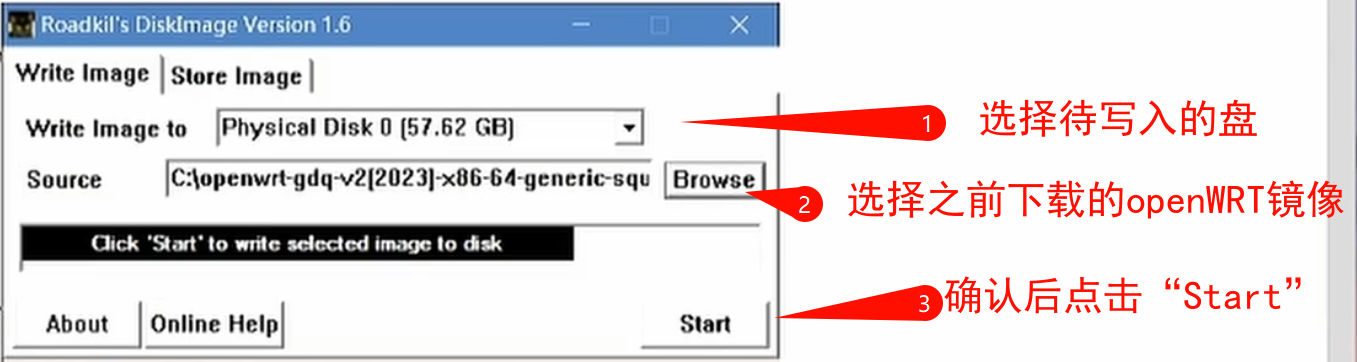 Roadkil's DiskImage Version 1.6
Write Image
Store Image
Write Image to
Physical Disk 0 (57.62 GB)
1
选择待写入的盘
Source
C:\openwrt-gdq-v2[2023]-x86-64-generic-squ
Browse
2
选择之前下载的openWRT镜像
Click 'Start' to write selected image to disk
About
Online Help
Start
3
确认后点击“Start”